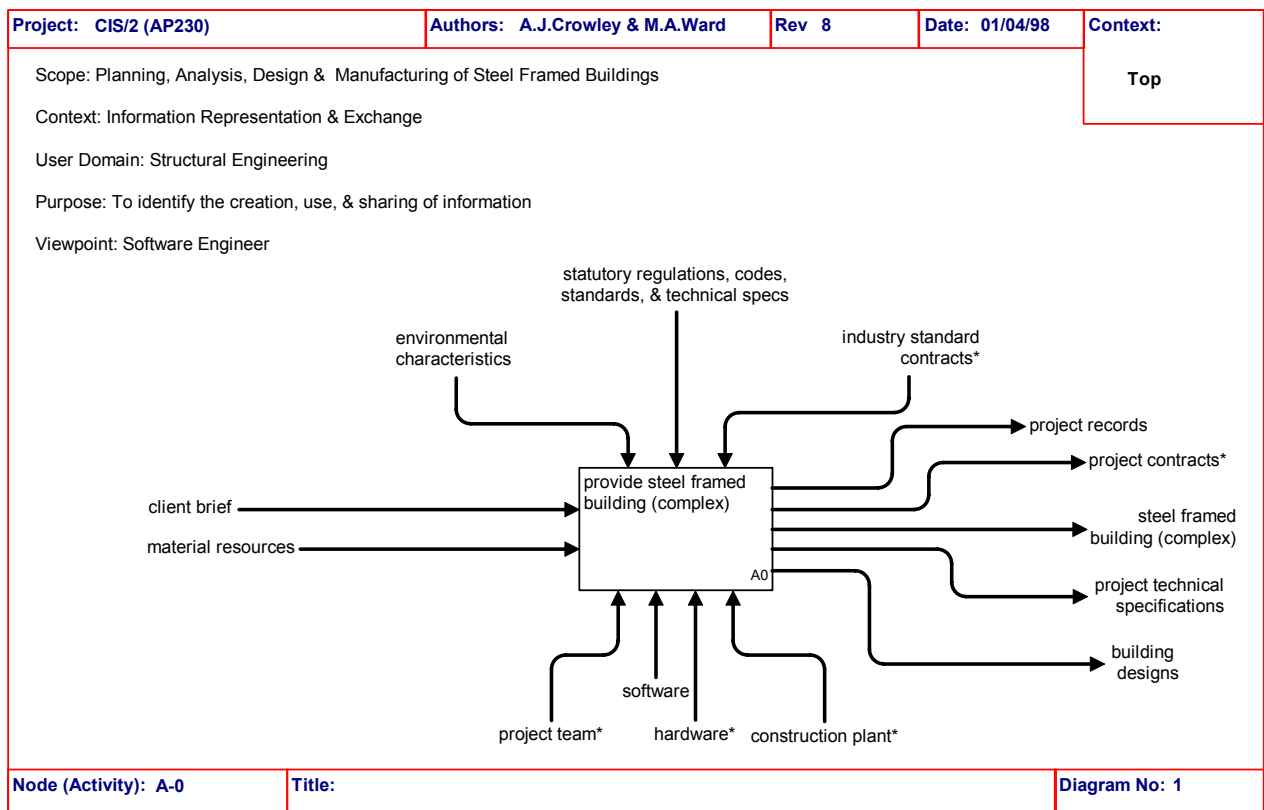 Project: CIS/2 (AP230)
Authors: A.J.Crowley & M.A.Ward
Rev 8
Date: 01/04/98
Context:
Top
Scope: Planning, Analysis, Design & Manufacturing of Steel Framed Buildings
Context: Information Representation & Exchange
User Domain: Structural Engineering
Purpose: To identify the creation, use, & sharing of information
Viewpoint: Software Engineer
statutory regulations, codes,
standards, & technical specs
environmental
characteristics
industry standard
contracts*
project records
project contracts*
provide steel framed
building (complex)
A0
client brief
material resources
steel framed
building (complex)
project technical
specifications
building
designs
software
project team*
hardware*
construction plant*
Node (Activity): A-0
Title:
Diagram No: 1